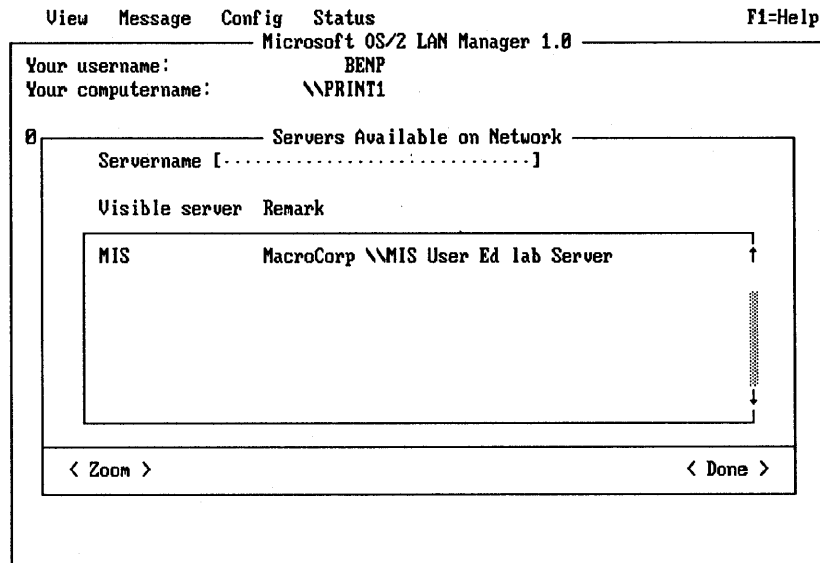 View Message Config Status F1=Help
Microsoft OS/2 LAN Manager 1.0
Your username: BENP
Your computername: \\PRINT1
0
Servers Available on Network
Servername [······························]
Visible server Remark
MIS MacroCorp \\MIS User Ed lab Server
↑
↓
< Zoom > < Done >